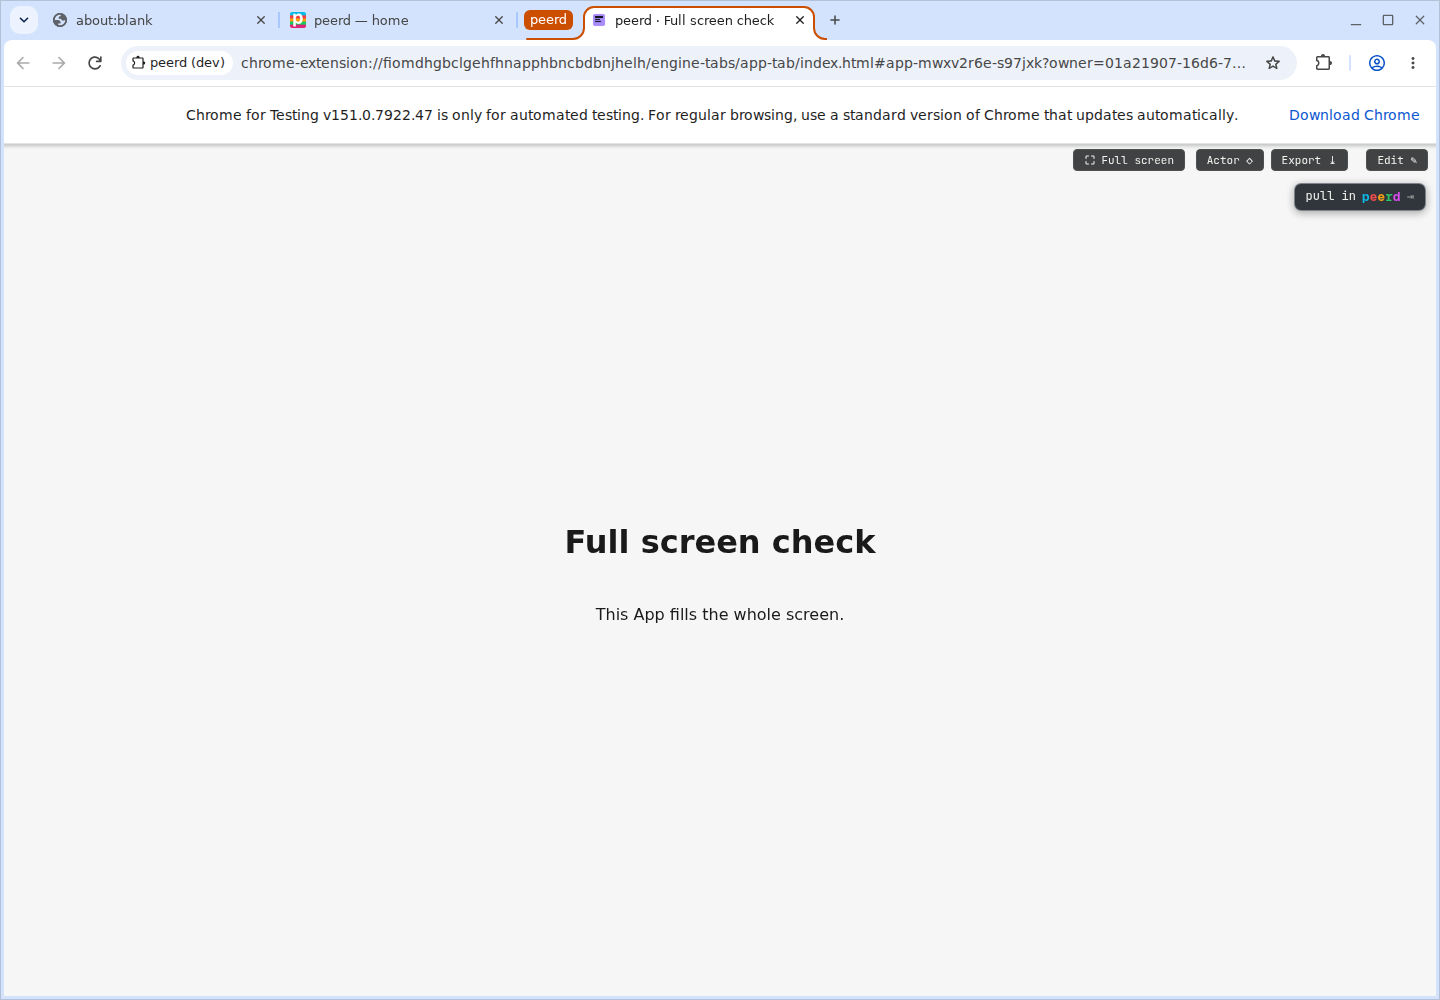 about:blank
peerd — home
peerd
peerd · Full screen check
peerd (dev)
chrome-extension://fiomdhgbclgehfhnapphbncbdbnjhelh/engine-tabs/app-tab/index.html#app-mwxv2r6e-s97jxk?owner=01a21907-16d6-7...
Chrome for Testing v151.0.7922.47 is only for automated testing. For regular browsing, use a standard version of Chrome that updates automatically.
Download Chrome
Full screen
Actor
Export
Edit
pull in peerd
Full screen check
This App fills the whole screen.